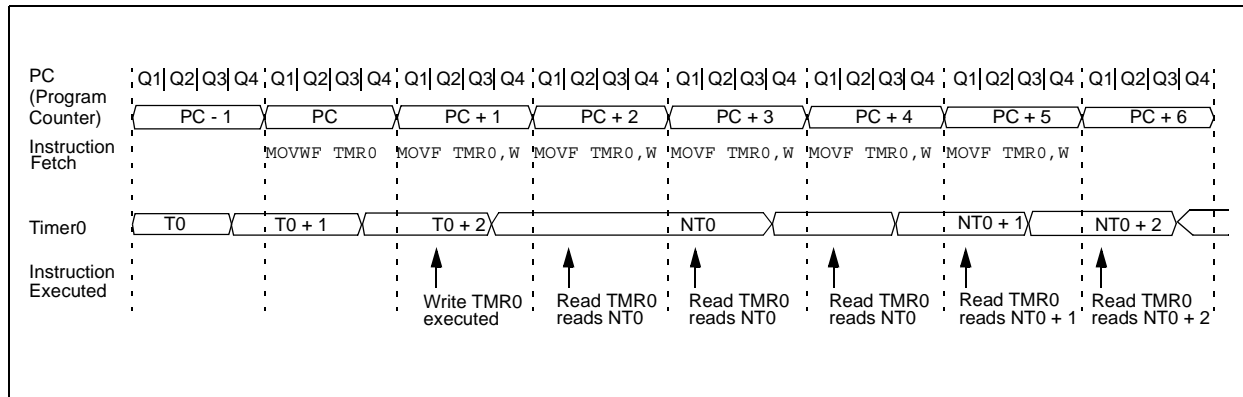 PC
(Program
Counter)
Q1 Q2 Q3 Q4 Q1 Q2 Q3 Q4 Q1 Q2 Q3 Q4 Q1 Q2 Q3 Q4 Q1 Q2 Q3 Q4 Q1 Q2 Q3 Q4 Q1 Q2 Q3 Q4 Q1 Q2 Q3 Q4
PC - 1 PC PC + 1 PC + 2 PC + 3 PC + 4 PC + 5 PC + 6
Instruction
Fetch
MOVWF TMR0 MOVF TMR0,W MOVF TMR0,W MOVF TMR0,W MOVF TMR0,W MOVF TMR0,W
Timer0
T0 T0 + 1 T0 + 2 NT0 NT0 + 1 NT0 + 2
Instruction
Executed
Write TMR0
executed
Read TMR0
reads NT0
Read TMR0
reads NT0
Read TMR0
reads NT0
Read TMR0
reads NT0 + 1
Read TMR0
reads NT0 + 2